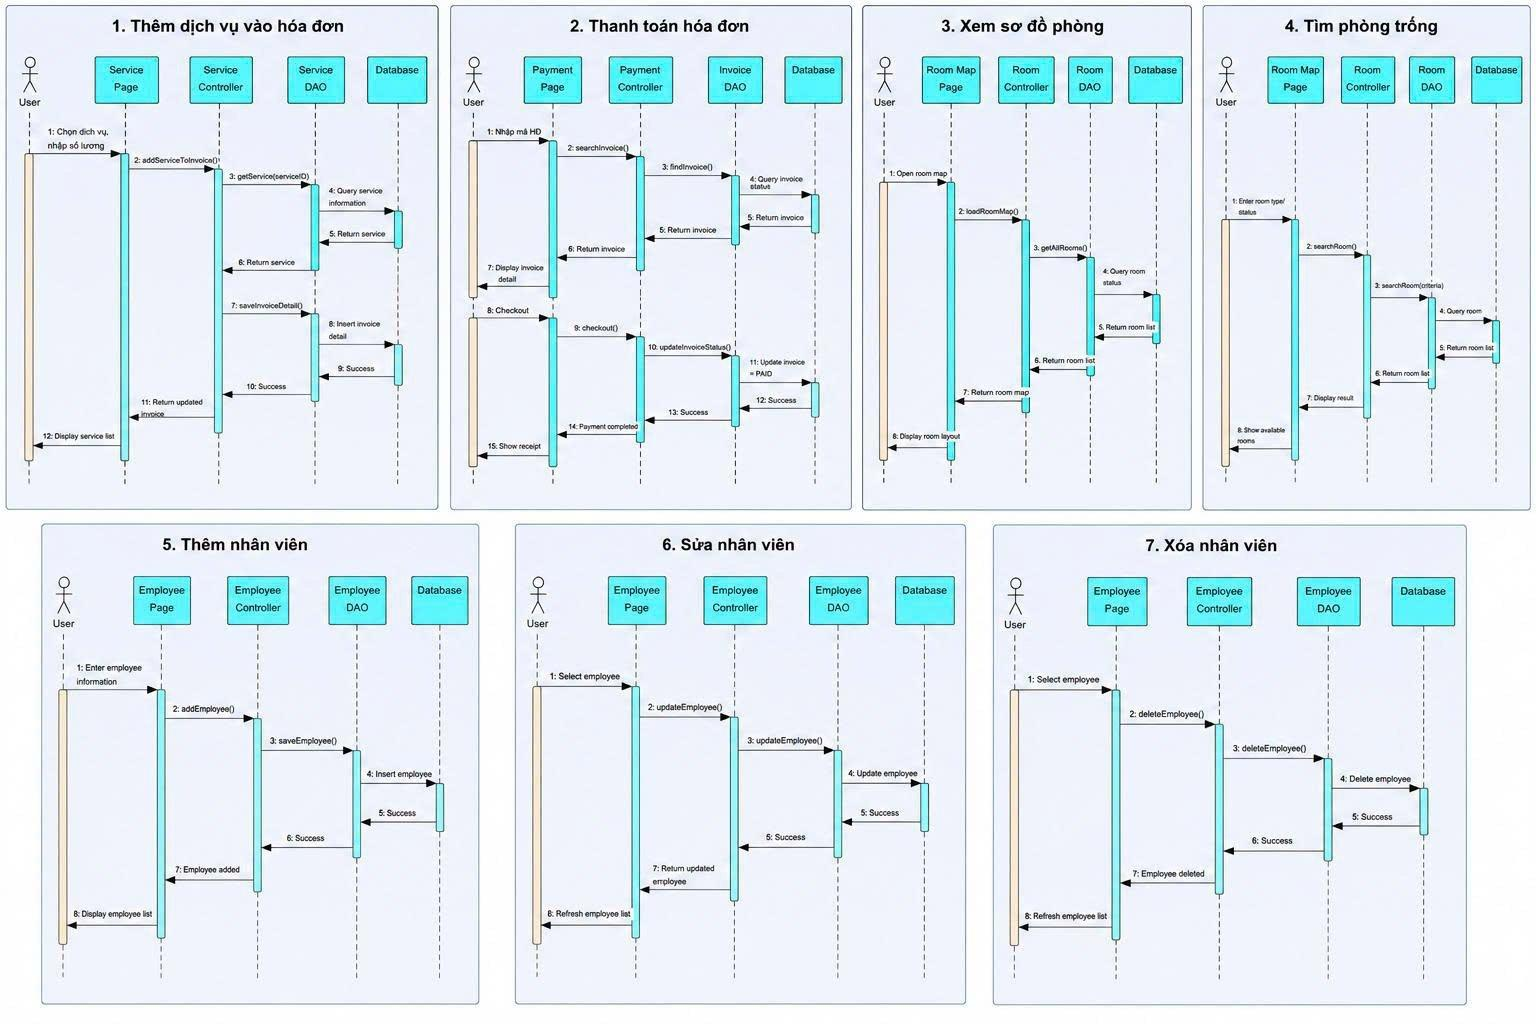 1. Thêm dịch vụ vào hóa đơn
User
Service
Page
Service
Controller
Service
DAO
Database
1: Chọn dịch vụ,
nhập số lương
2: addServiceToInvoice()
3: getService(serviceID)
4: Query service
information
5: Return service
6: Return service
7: saveInvoiceDetail()
8: Insert invoice
detail
9: Success
10: Success
11: Return updated
invoice
12: Display service list
2. Thanh toán hóa đơn
User
Payment
Page
Payment
Controller
Invoice
DAO
Database
1: Nhập mã HĐ
2: searchInvoice()
3: findInvoice()
4: Query invoice
status
5: Return invoice
5: Return invoice
6: Return invoice
7: Display invoice
detail
8: Checkout
9: checkout()
10: updateInvoiceStatus()
11: Update invoice
= PAID
12: Success
13: Success
14: Payment completed
15: Show receipt
3. Xem sơ đồ phòng
User
Room Map
Page
Room
Controller
Room
DAO
Database
1: Open room map
2: loadRoomMap()
3: getAllRooms()
4: Query room
status
5. Return room list
6. Return room list
7: Return room map
8: Display room layout
4. Tìm phòng trống
User
Room Map
Page
Room
Controller
Room
DAO
Database
1: Enter room type/
status
2: searchRoom()
3: searchRoom(criteria)
4: Query room
5: Return room list
6: Return room list
7: Display result
8. Show available
rooms
5. Thêm nhân viên
User
Employee
Page
Employee
Controller
Employee
DAO
Database
1: Enter employee
information
2: addEmployee()
3: saveEmployee()
4: Insert employee
5: Success
6: Success
7: Employee added
8: Display employee list
6. Sửa nhân viên
User
Employee
Page
Employee
Controller
Employee
DAO
Database
1: Select employee
2: updateEmployee()
3: updateEmployee()
4: Update employee
5: Success
5: Success
7: Return updated
employee
8: Refresh employee list
7. Xóa nhân viên
User
Employee
Page
Employee
Controller
Employee
DAO
Database
1: Select employee
2: deleteEmployee()
3: deleteEmployee()
4: Delete employee
5: Success
6: Success
7: Employee deleted
8: Refresh employee list